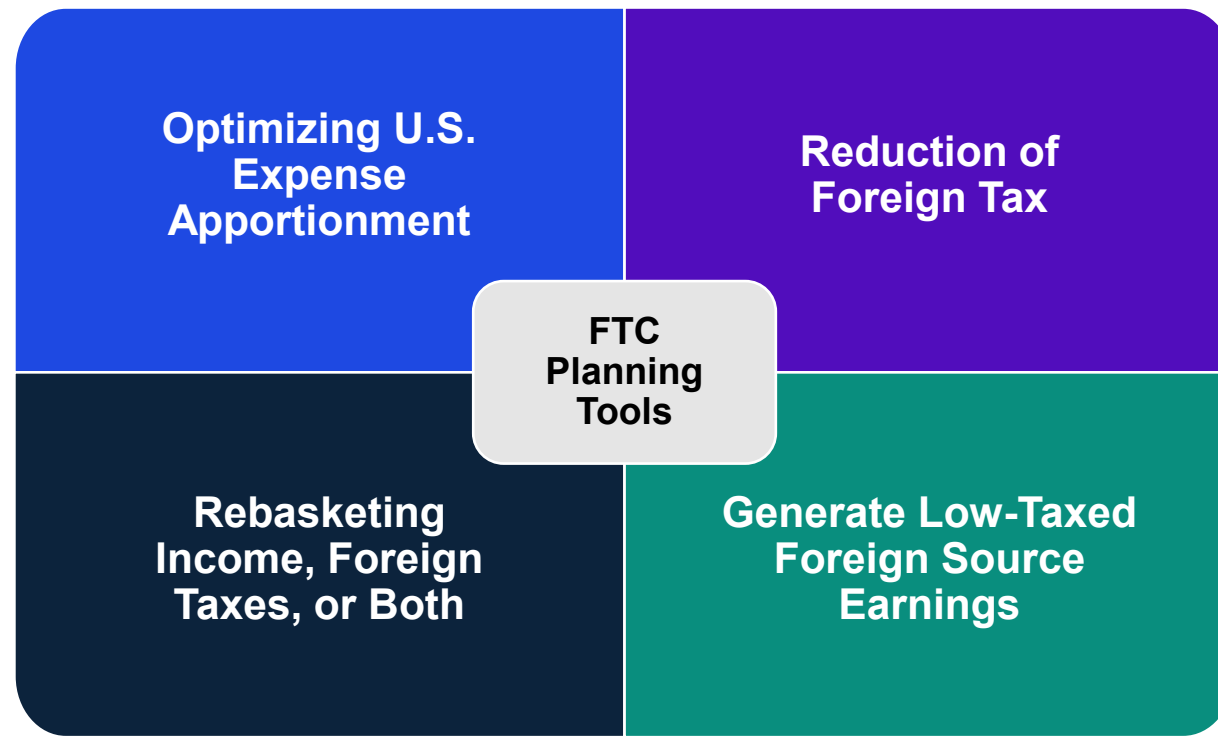 Optimizing U.S.
Expense
Apportionment
Reduction of
Foreign Tax
FTC
Planning
Tools
Rebasketing
Income, Foreign
Taxes, or Both
Generate Low-Taxed
Foreign Source
Earnings